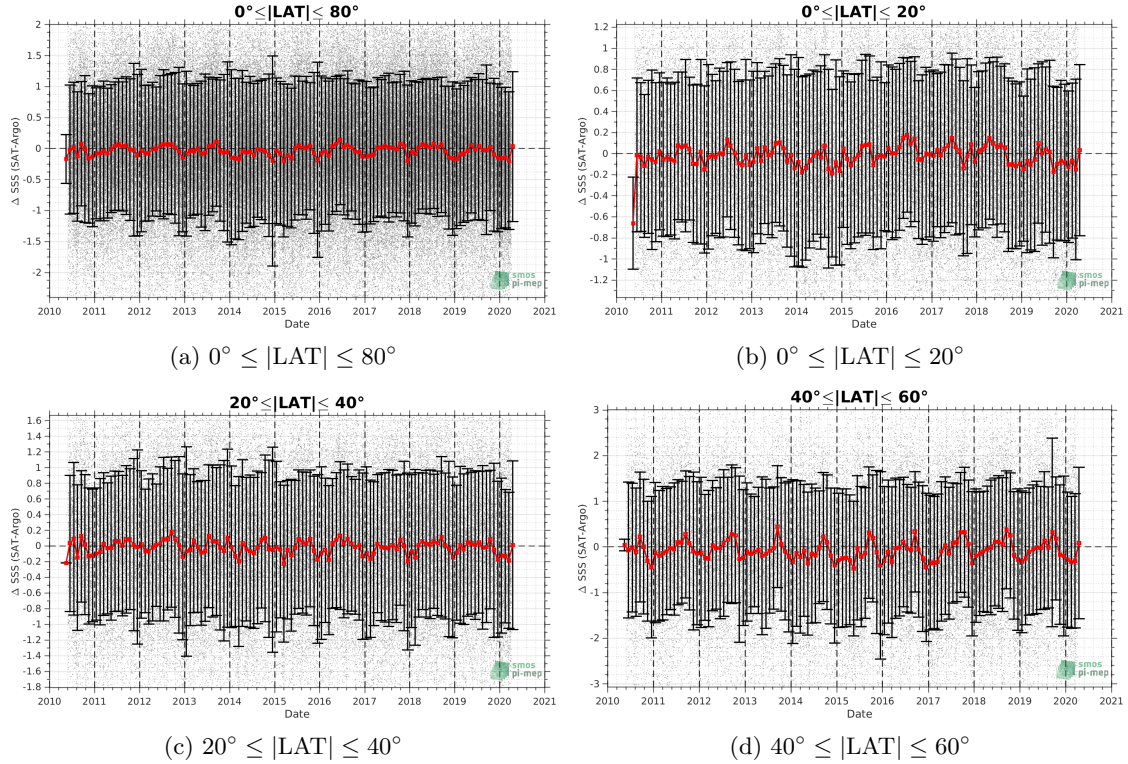 0°≤|LAT|≤ 80°
Δ SSS (SAT-Argo)
2
1.5
1
0.5
0
-0.5
-1
-1.5
-2
2010 2011 2012 2013 2014 2015 2016 2017 2018 2019 2020 2021
Date
smos
pi-mep
(a) 0° ≤ |LAT| ≤ 80°
0°≤|LAT|≤ 20°
Δ SSS (SAT-Argo)
1.2
1
0.8
0.6
0.4
0.2
0
-0.2
-0.4
-0.6
-0.8
-1
-1.2
2010 2011 2012 2013 2014 2015 2016 2017 2018 2019 2020 2021
Date
smos
pi-mep
(b) 0° ≤ |LAT| ≤ 20°
20°≤|LAT|≤ 40°
Δ SSS (SAT-Argo)
1.6
1.4
1.2
1
0.8
0.6
0.4
0.2
0
-0.2
-0.4
-0.6
-0.8
-1
-1.2
-1.4
-1.6
-1.8
2010 2011 2012 2013 2014 2015 2016 2017 2018 2019 2020 2021
Date
smos
pi-mep
(c) 20° ≤ |LAT| ≤ 40°
40°≤|LAT|≤ 60°
Δ SSS (SAT-Argo)
3
2
1
0
-1
-2
-3
2010 2011 2012 2013 2014 2015 2016 2017 2018 2019 2020 2021
Date
smos
pi-mep
(d) 40° ≤ |LAT| ≤ 60°